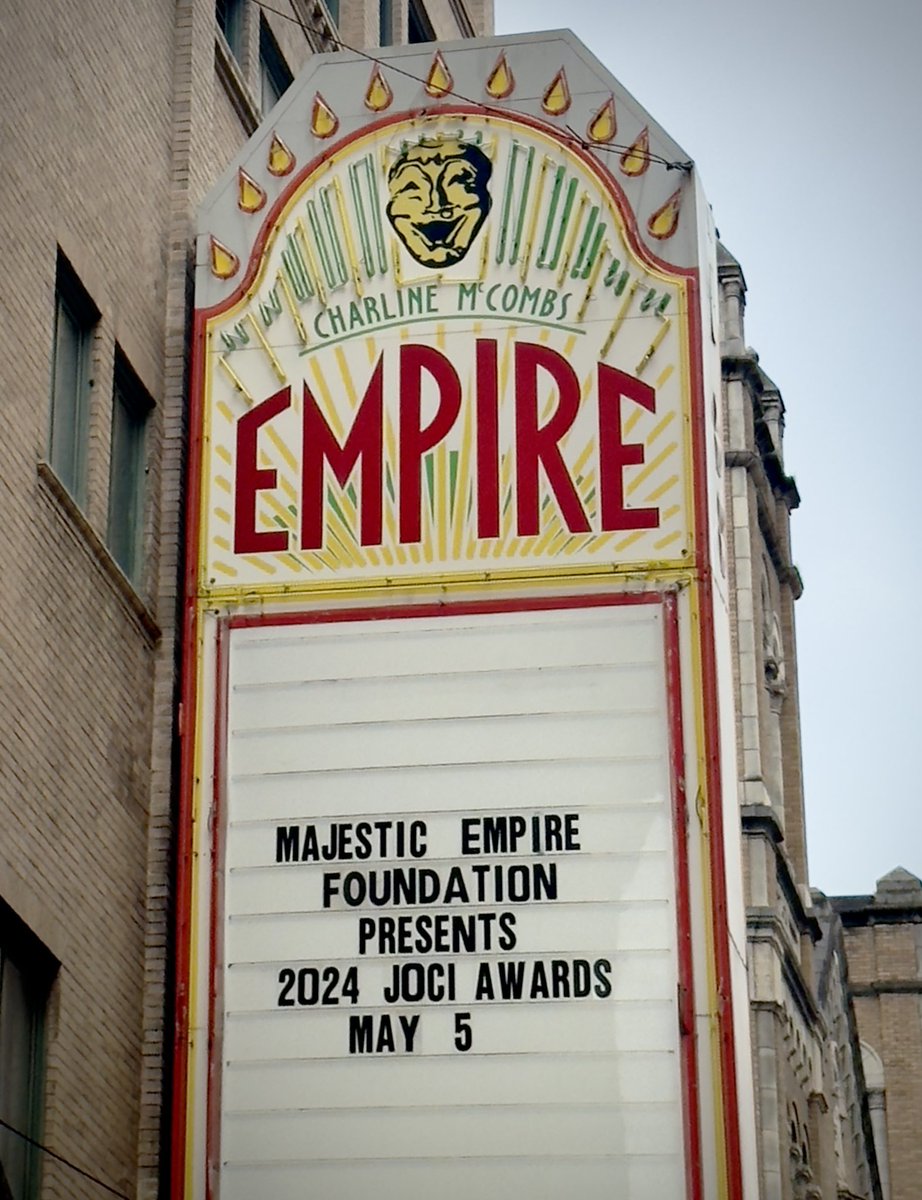 CHARLINE McCOMBS
EMPIRE
MAJESTIC EMPIRE
FOUNDATION
PRESENTS
2024 JOCI AWARDS
MAY 5